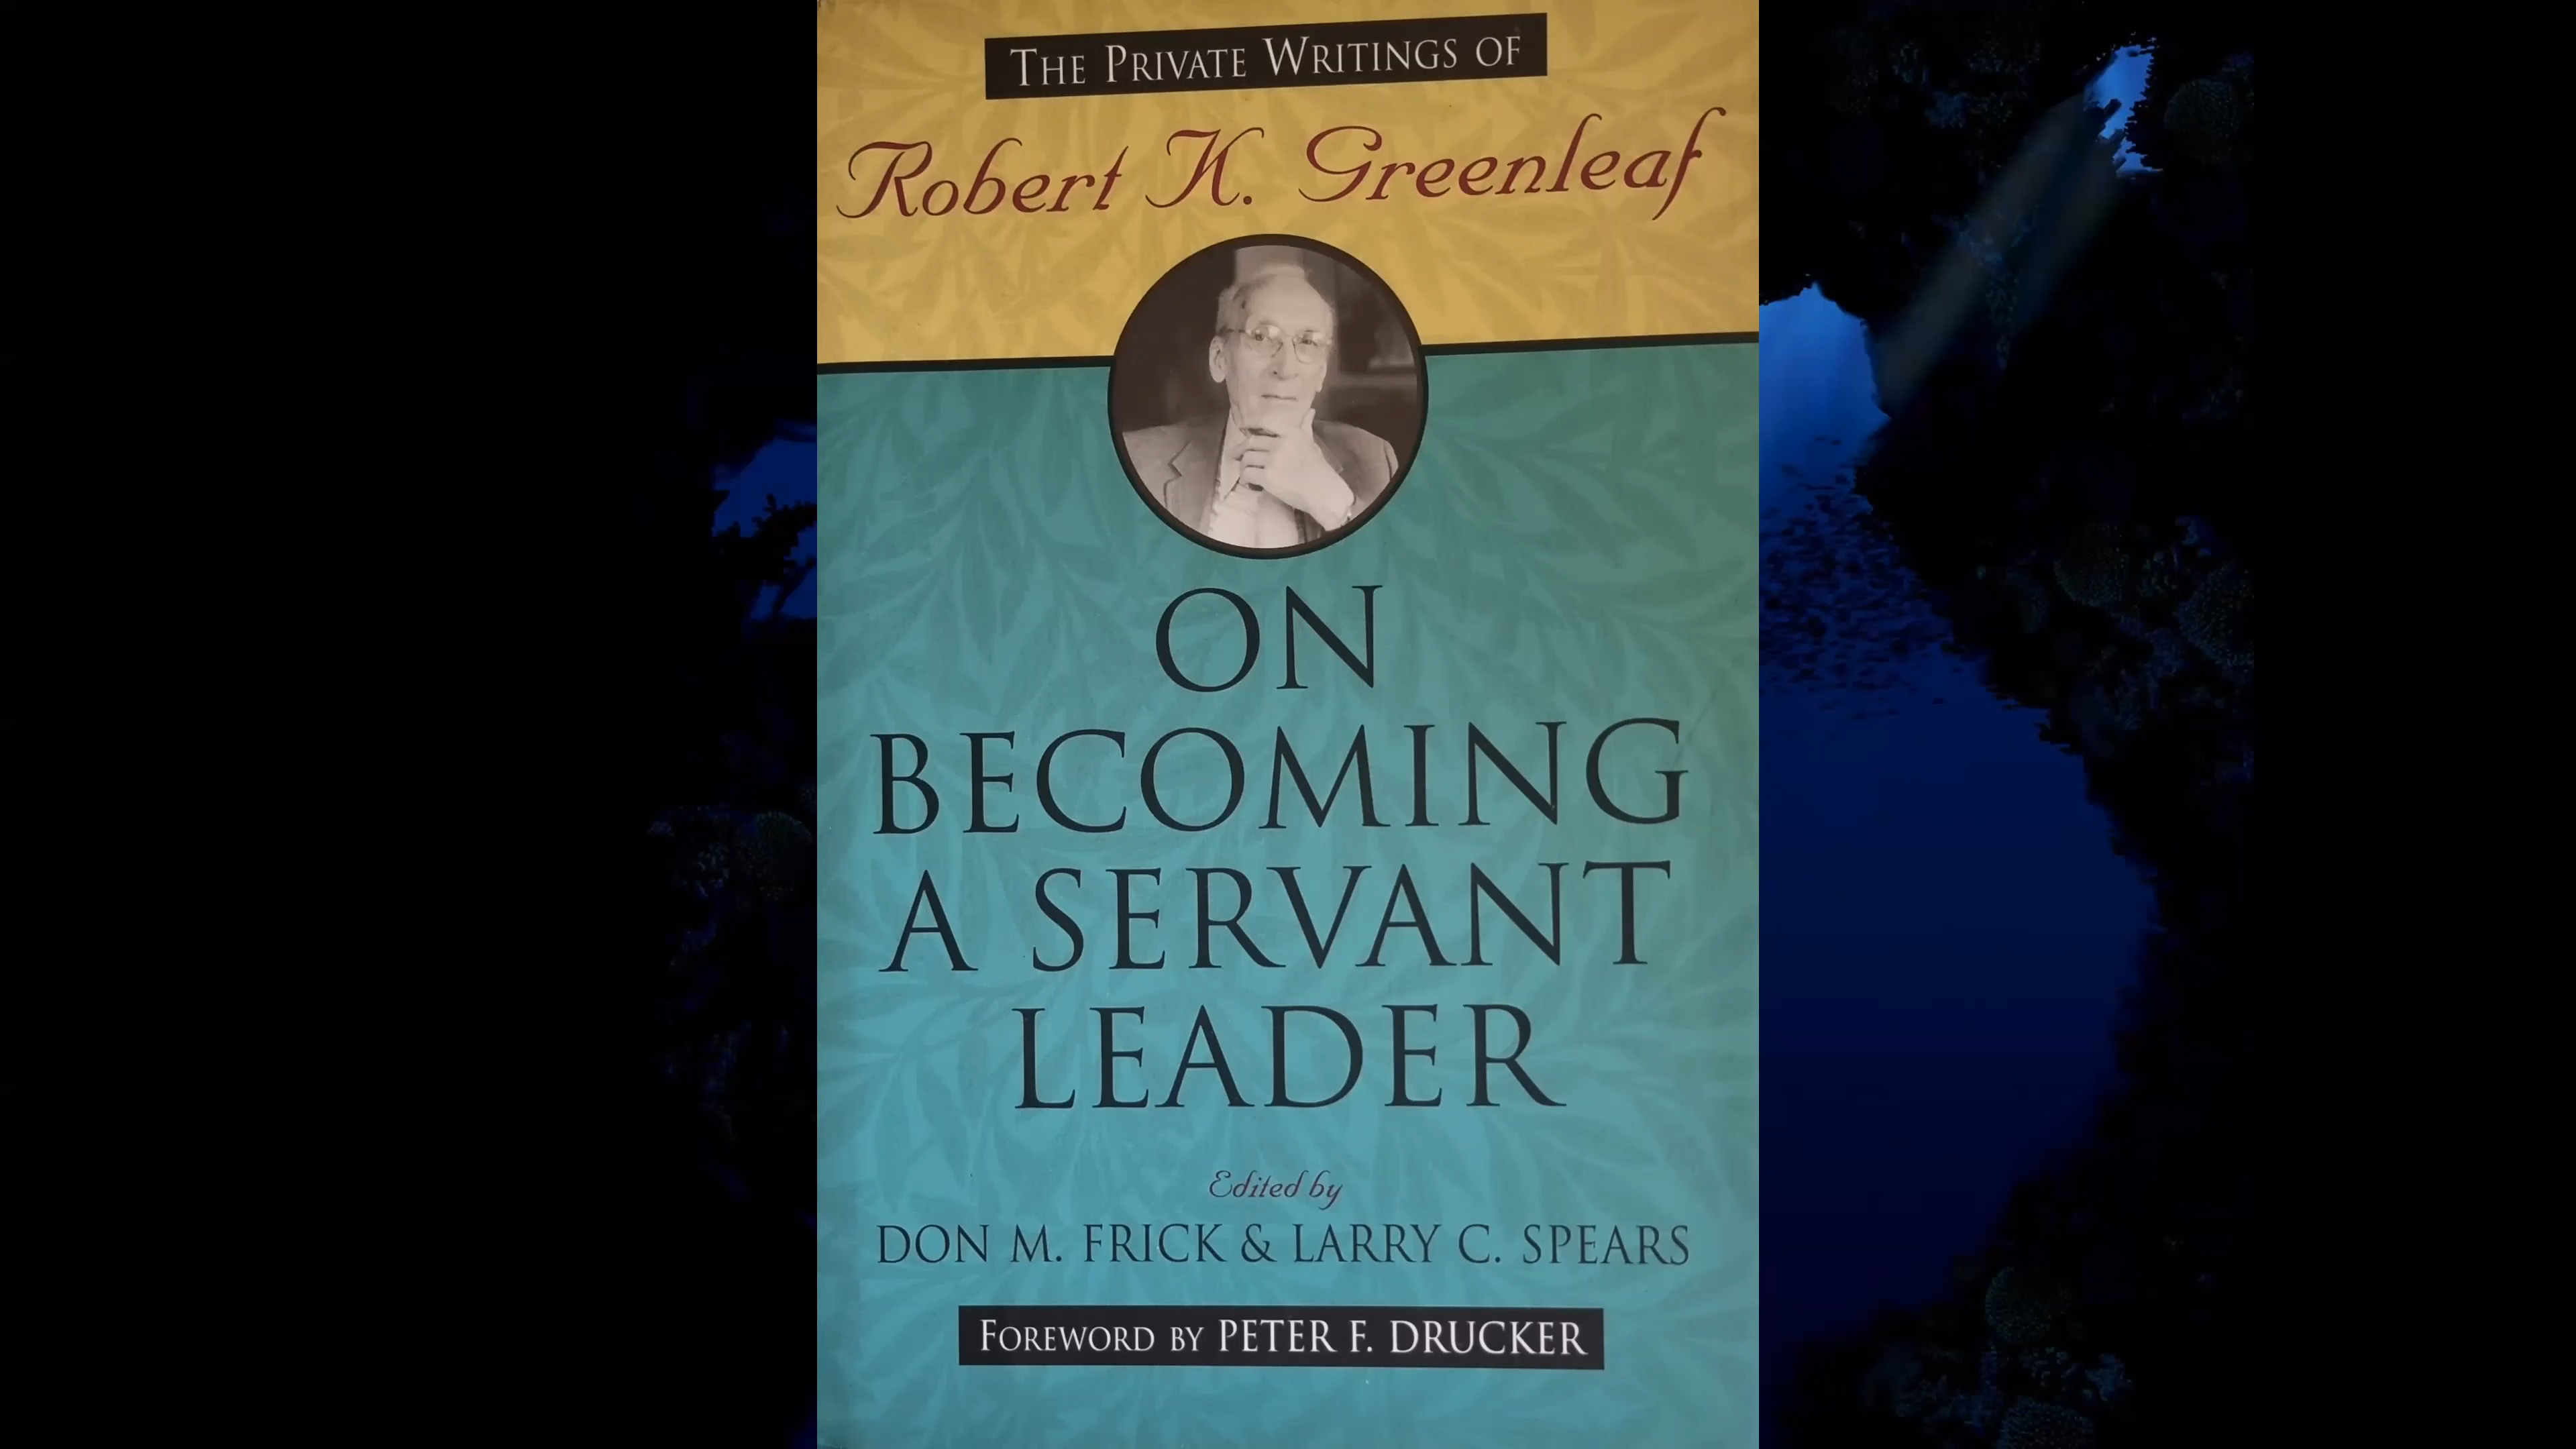 THE PRIVATE WRITINGS OF
Robert K. Greenleaf
ON
BECOMING
A SERVANT
LEADER
Edited by
DON M. FRICK & LARRY C. SPEARS
FOREWORD BY PETER F. DRUCKER